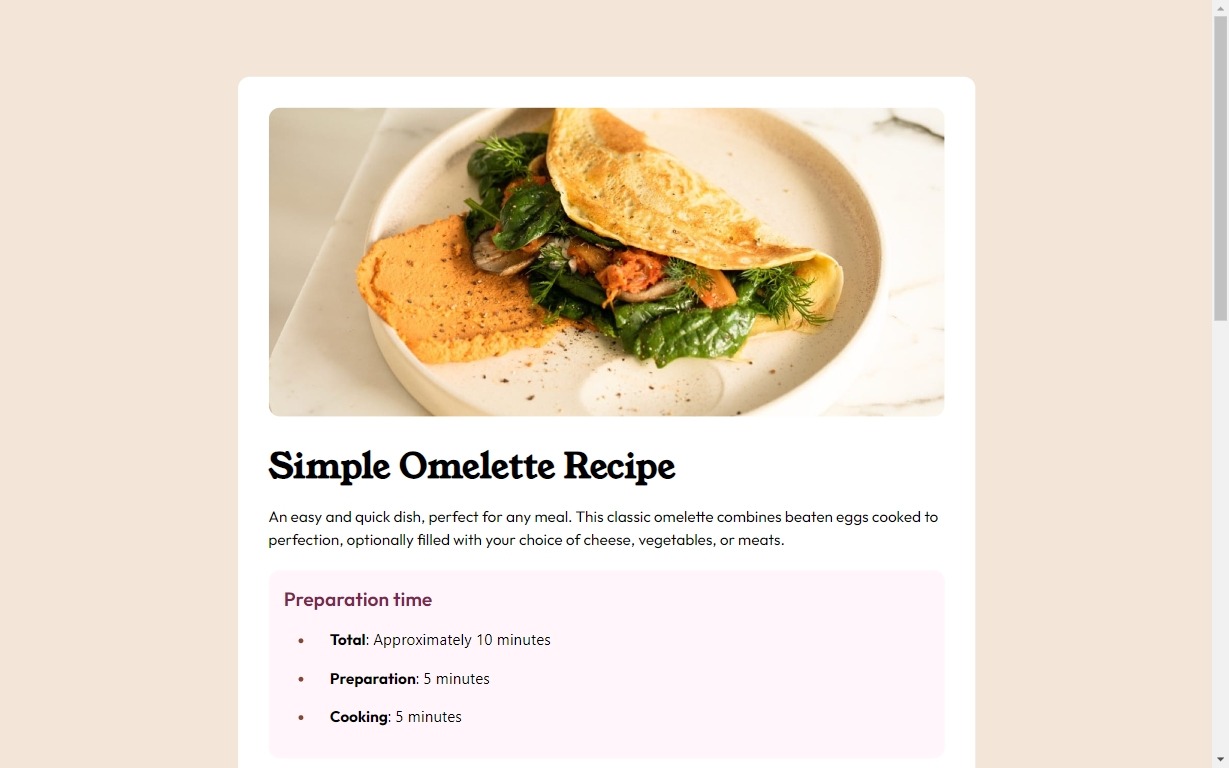 Simple Omelette Recipe
An easy and quick dish, perfect for any meal. This classic omelette combines beaten eggs cooked to
perfection, optionally filled with your choice of cheese, vegetables, or meats.
Preparation time
• Total: Approximately 10 minutes
• Preparation: 5 minutes
• Cooking: 5 minutes